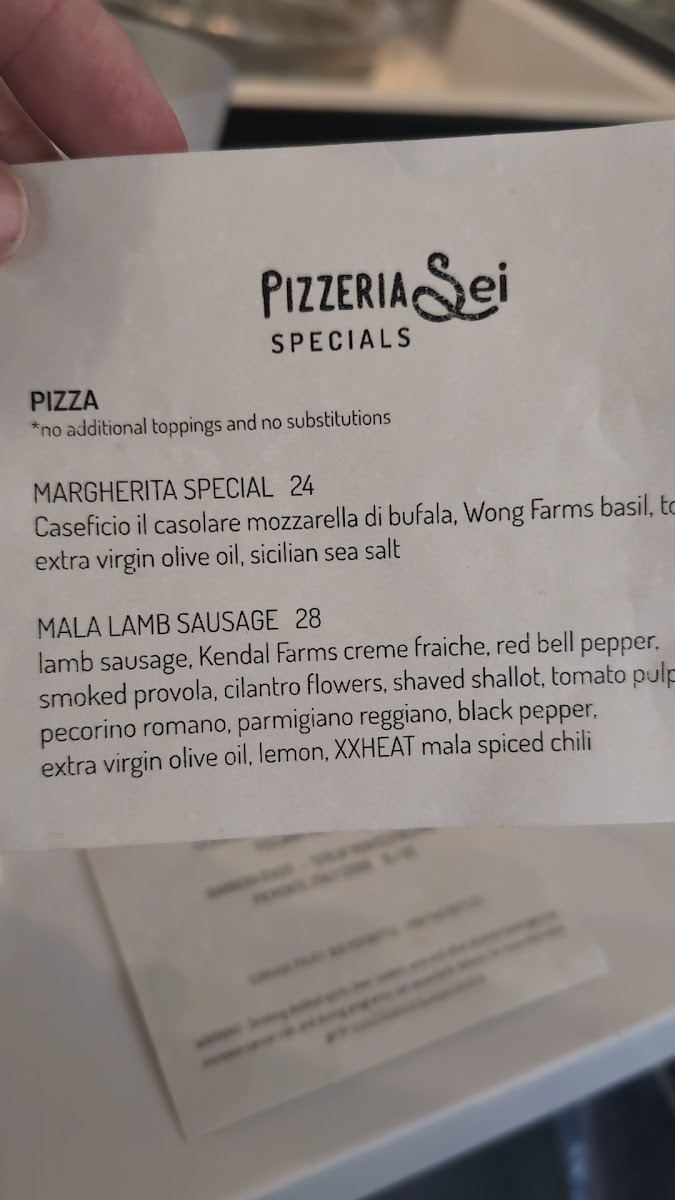 PIZZERIA Sei
SPECIALS
PIZZA
*no additional toppings and no substitutions
MARGHERITA SPECIAL 24
Caseficio il casolare mozzarella di bufala, Wong Farms basil,
extra virgin olive oil, sicilian sea salt
MALA LAMB SAUSAGE 28
lamb sausage, Kendal Farms creme fraiche, red bell pepper,
smoked provola, cilantro flowers, shaved shallot, tomato pulp
pecorino romano, parmigiano reggiano, black pepper,
extra virgin olive oil, lemon, XXHEAT mala spiced chili